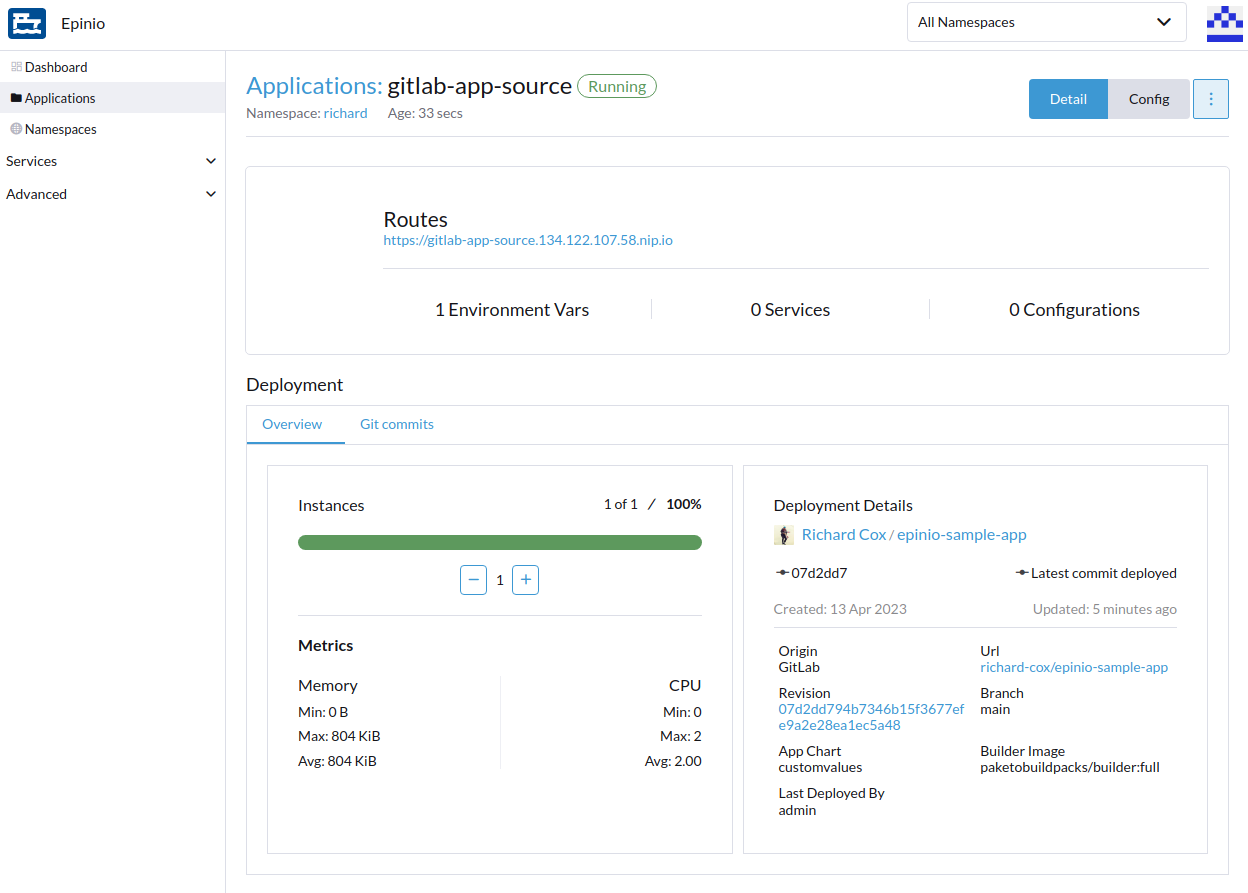 Epinio
All Namespaces
Dashboard
Applications
Namespaces
Services
Advanced
Applications: gitlab-app-source Running
Namespace: richard Age: 33 secs
Detail
Config
Routes
https://gitlab-app-source.134.122.107.58.nip.io
1 Environment Vars
0 Services
0 Configurations
Deployment
Overview
Git commits
Instances
1 of 1 / 100%
− 1 +
Metrics
Memory
Min: 0 B
Max: 804 KiB
Avg: 804 KiB
CPU
Min: 0
Max: 2
Avg: 2.00
Deployment Details
Richard Cox / epinio-sample-app
07d2dd7
Latest commit deployed
Created: 13 Apr 2023
Updated: 5 minutes ago
Origin
GitLab
Url
richard-cox/epinio-sample-app
Revision
07d2dd794b7346b15f3677ef
e9a2e28ea1ec5a48
Branch
main
App Chart
customvalues
Builder Image
paketobuildpacks/builder:full
Last Deployed By
admin